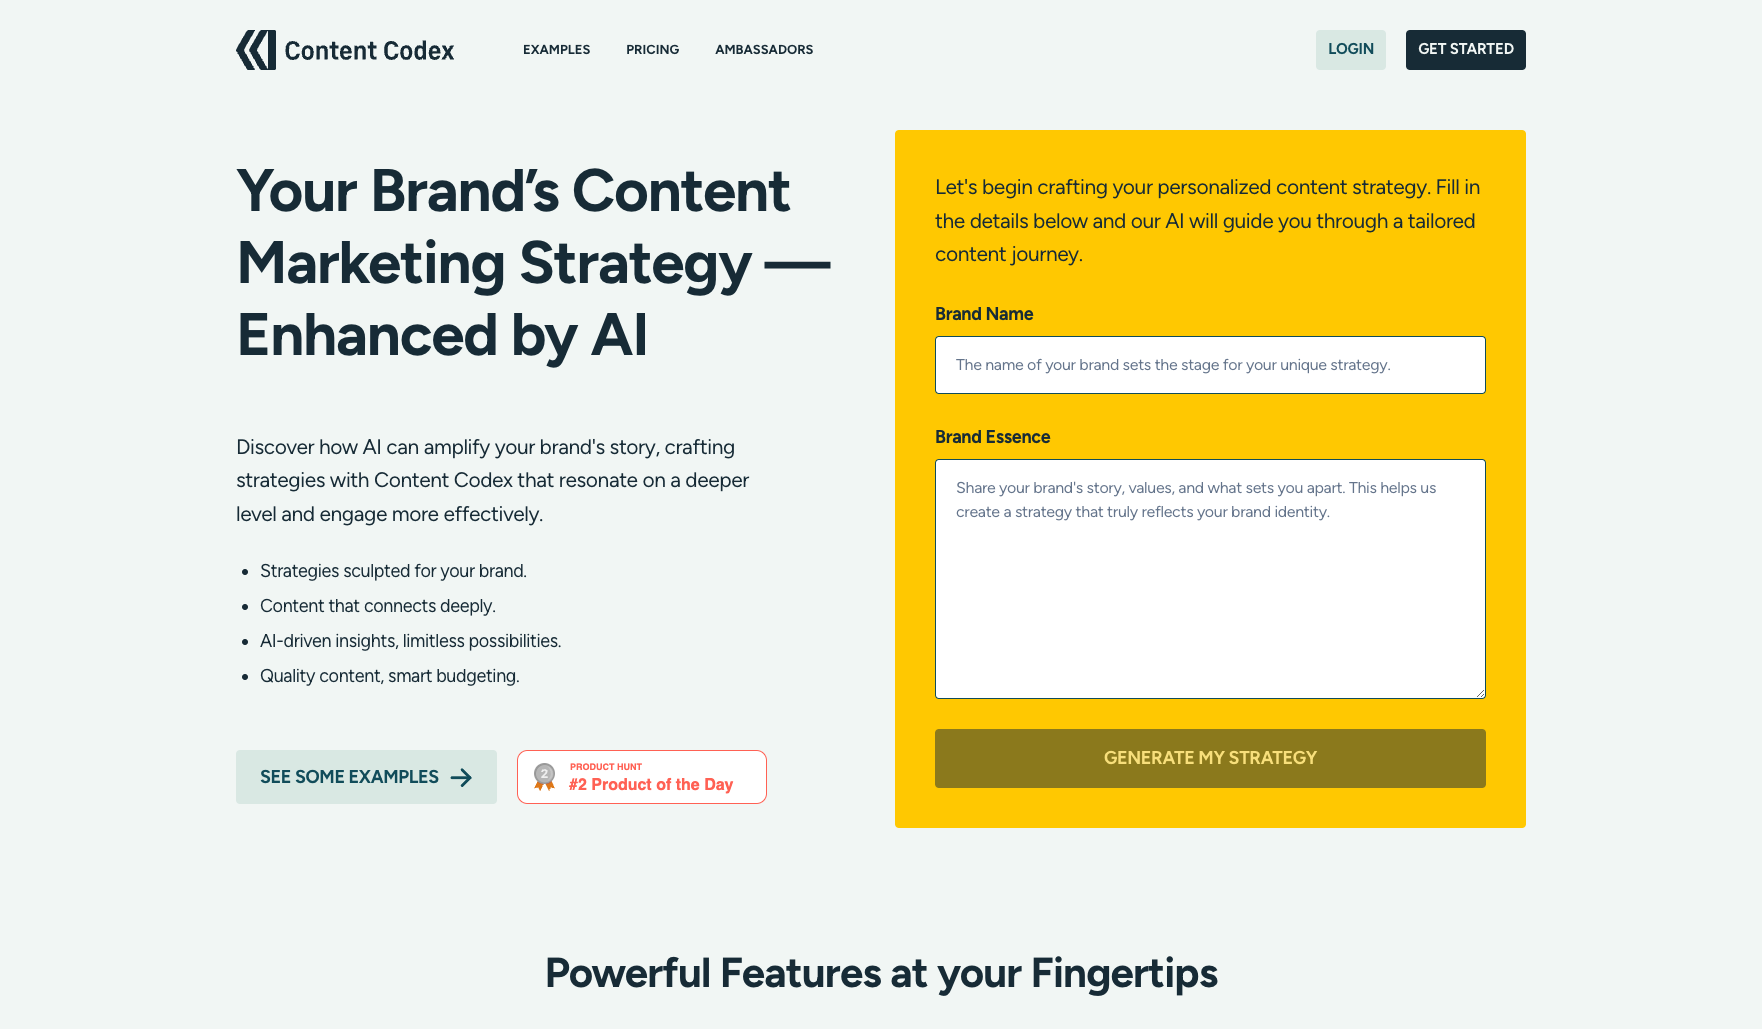 Content Codex
EXAMPLES
PRICING
AMBASSADORS
LOGIN
GET STARTED
Your Brand’s Content
Marketing Strategy —
Enhanced by AI
Discover how AI can amplify your brand's story, crafting
strategies with Content Codex that resonate on a deeper
level and engage more effectively.
Strategies sculpted for your brand.
Content that connects deeply.
AI-driven insights, limitless possibilities.
Quality content, smart budgeting.
SEE SOME EXAMPLES
2
PRODUCT HUNT
#2 Product of the Day
Let's begin crafting your personalized content strategy. Fill in
the details below and our AI will guide you through a tailored
content journey.
Brand Name
The name of your brand sets the stage for your unique strategy.
Brand Essence
Share your brand's story, values, and what sets you apart. This helps us
create a strategy that truly reflects your brand identity.
GENERATE MY STRATEGY
Powerful Features at your Fingertips